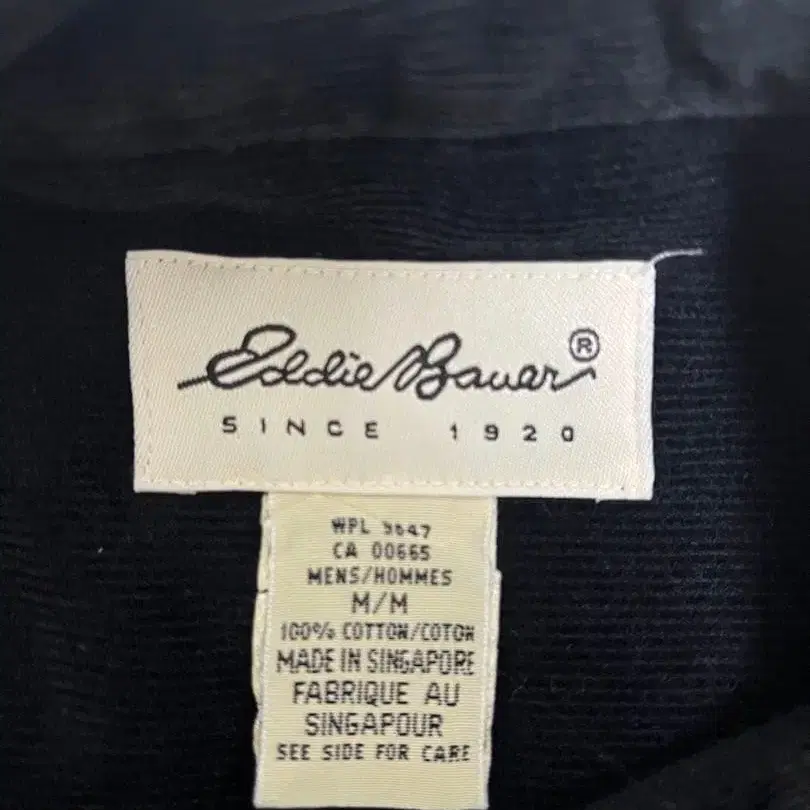 Eddie Bauer®
SINCE 1920
WPL 3647
CA 00665
MENS/HOMMES
M/M
100% COTTON/COTON
MADE IN SINGAPORE
FABRIQUE AU
SINGAPOUR
SEE SIDE FOR CARE